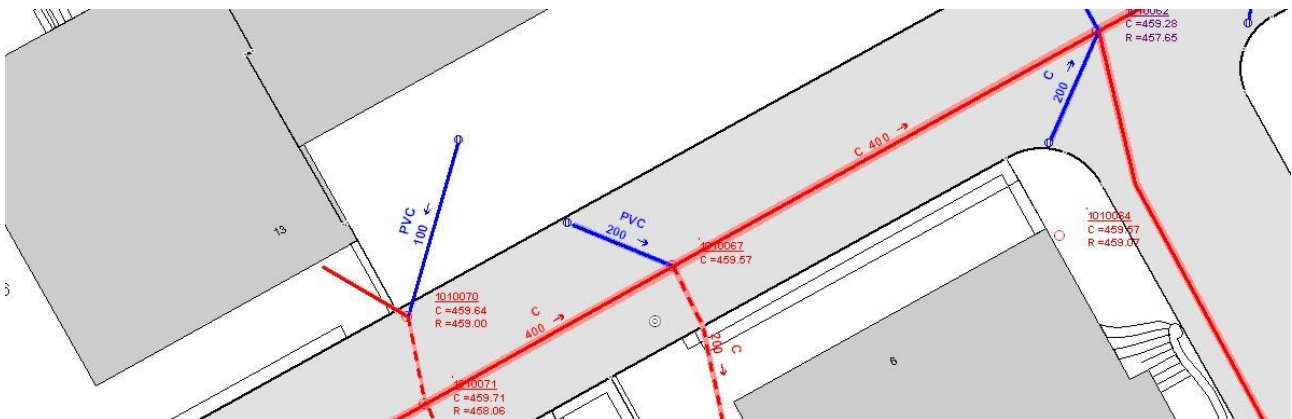 1010062
C =459.28
R =457.65
C
200 →
C 400 →
PVC
100
→
13
PVC
200 →
1010067
C =459.57
1010064
C =459.57
R =459.07
1010070
C =459.64
R =459.00
C
400 →
C
200 →
6
1010071
C =459.71
R =458.06